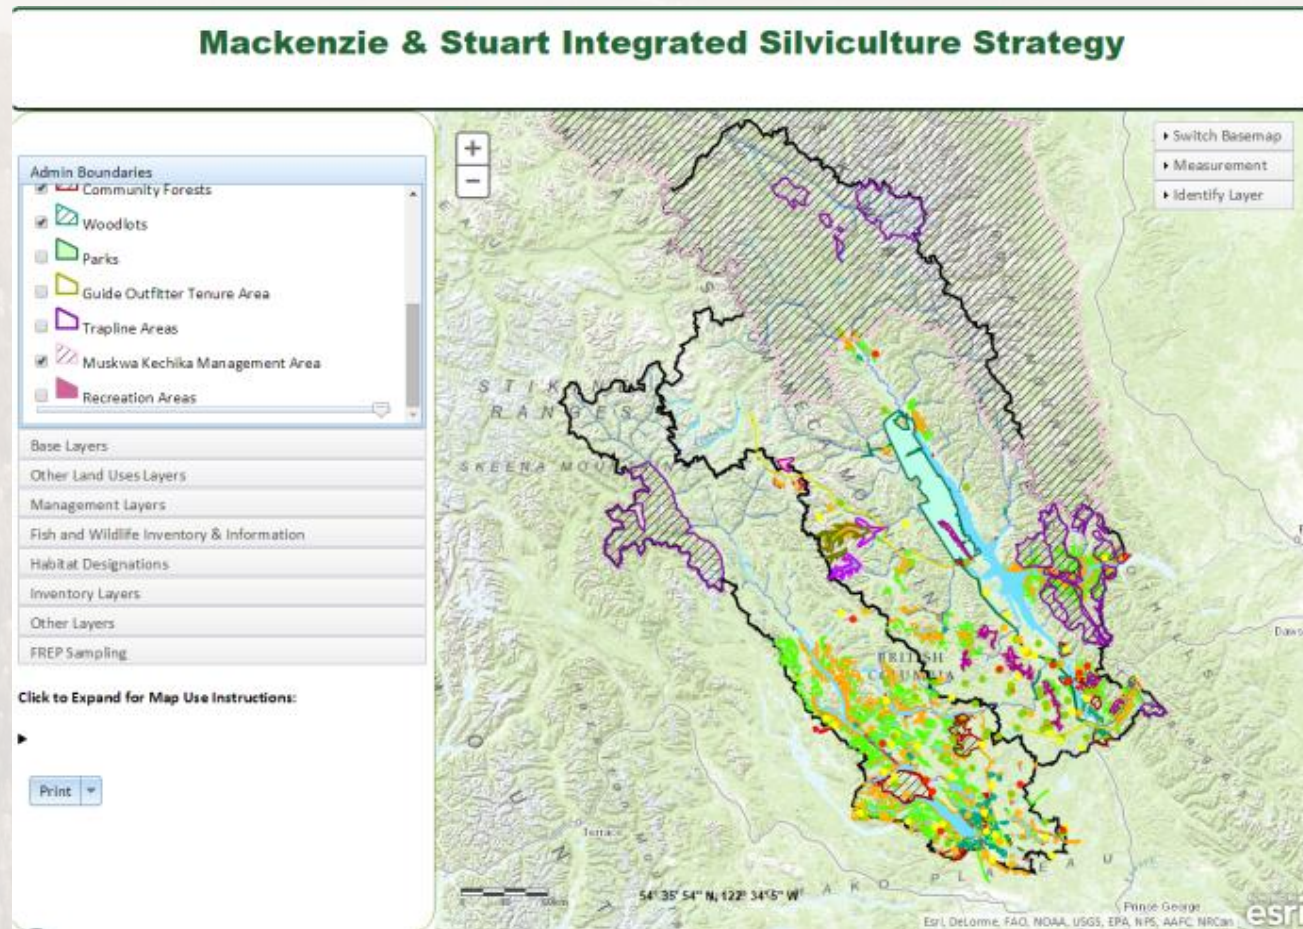 Mackenzie & Stuart Integrated Silviculture Strategy
Admin Boundaries
Community Forests
Woodlots
Parks
Guide Outfitter Tenure Area
Trapline Areas
Muskwa Kechika Management Area
Recreation Areas
Base Layers
Other Land Uses Layers
Management Layers
Fish and Wildlife Inventory & Information
Habitat Designations
Inventory Layers
Other Layers
FREP Sampling
Click to Expand for Map Use Instructions:
Print
+
−
Switch Basemap
Measurement
Identify Layer
RANGES
SKEENA
BRITISH
COLUMBIA
Terrace
54° 35' 54" N, 122° 34' 5" W
Prince George
Esri, DeLorme, FAO, NOAA, USGS, EPA, NPS, AAFC, NRCan
esri